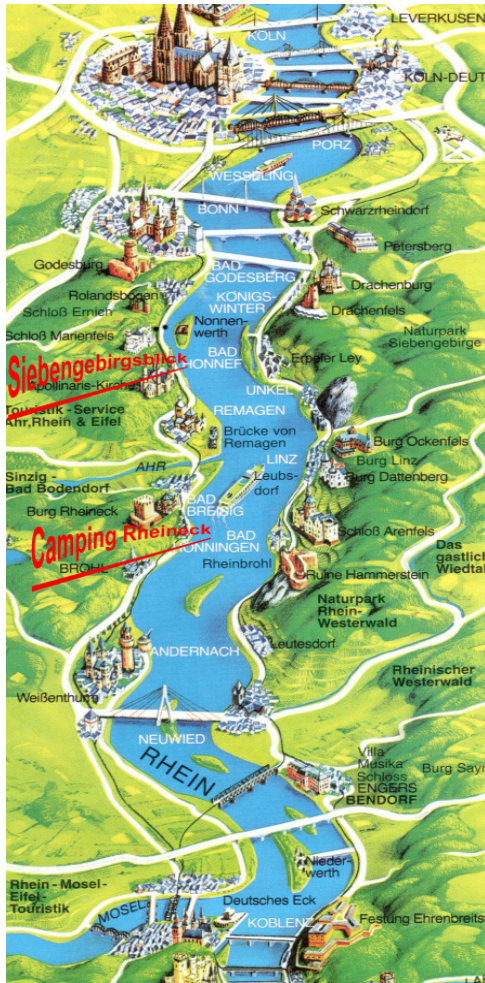 LEVERKUSEN
KÖLN
KÖLN-DEUT
PORZ
WESSELING
BONN
Schwarzrheindorf
Petersberg
Godesburg
BAD
GODESBERG
Drachenburg
Rolandsbogen
KÖNIGS-
WINTER
Schloß Ernich
Drachenfels
Nonnen-
werth
Schloß Marienfels
Naturpark
Siebengebirge
Siebengebirgsblick
BAD
HONNEF
Erpeler Ley
Apollinaris-Kirche
UNKEL
Touristik - Service
Ahr, Rhein & Eifel
REMAGEN
Brücke von
Remagen
Burg Ockenfels
LINZ
Burg Linz
AHR
Sinzig -
Bad Bodendorf
Leubs-
dorf
Burg Dattenberg
BAD
BREISIG
Burg Rheineck
Camping Rheineck
Schloß Arenfels
BAD
HÖNNINGEN
Das
gastlich
Wiedtal
BROHL
Rheinbrohl
Ruine Hammerstein
Naturpark
Rhein-
Westerwald
ANDERNACH
Leutesdorf
Rheinischer
Westerwald
Weißenthurm
NEUWIED
RHEIN
Villa
Musika
Schloss
ENGERS
BENDORF
Burg Sayn
Nieder-
werth
Rhein - Mosel -
Eifel -
Touristik
MOSEL
Deutsches Eck
KOBLENZ
Festung Ehrenbreits